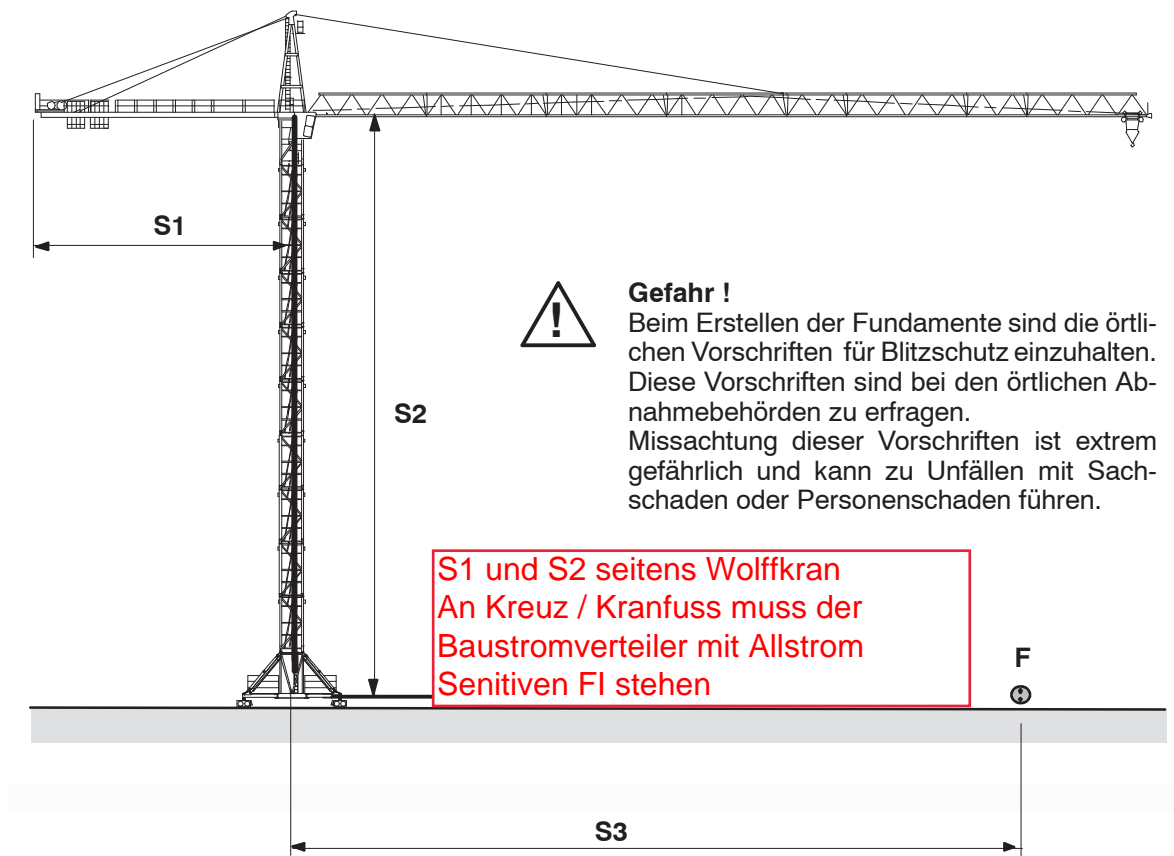 S1
Gefahr !
Beim Erstellen der Fundamente sind die örtli-
chen Vorschriften für Blitzschutz einzuhalten.
Diese Vorschriften sind bei den örtlichen Ab-
nahmebehörden zu erfragen.
Missachtung dieser Vorschriften ist extrem
gefährlich und kann zu Unfällen mit Sach-
schaden oder Personenschaden führen.
S2
S1 und S2 seitens Wolffkran
An Kreuz / Kranfuss muss der
Baustromverteiler mit Allstrom
Senitiven FI stehen
F
S3